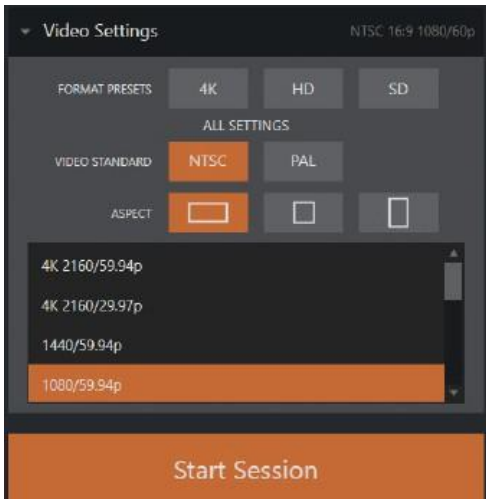 Video Settings NTSC 16:9 1080/60p
FORMAT PRESETS 4K HD SD
ALL SETTINGS
VIDEO STANDARD NTSC PAL
ASPECT
4K 2160/59.94p
4K 2160/29.97p
1440/59.94p
1080/59.94p
Start Session